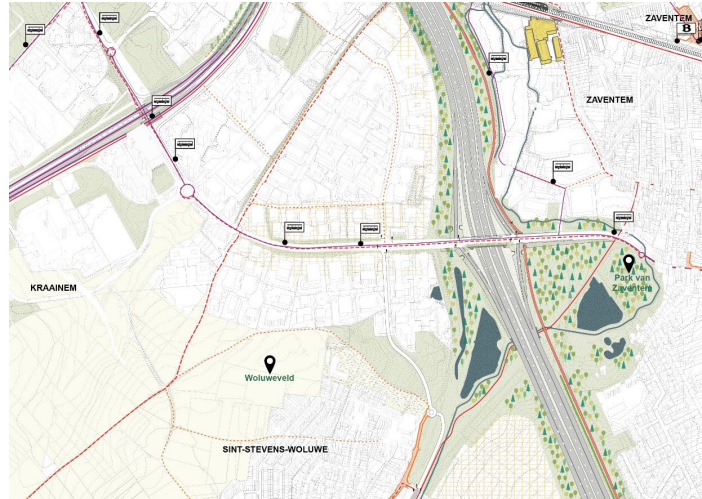 ZAVENTEM
B
ZAVENTEM
Park van
Zaventem
KRAAINEM
Woluweveld
SINT-STEVENS-WOLUWE